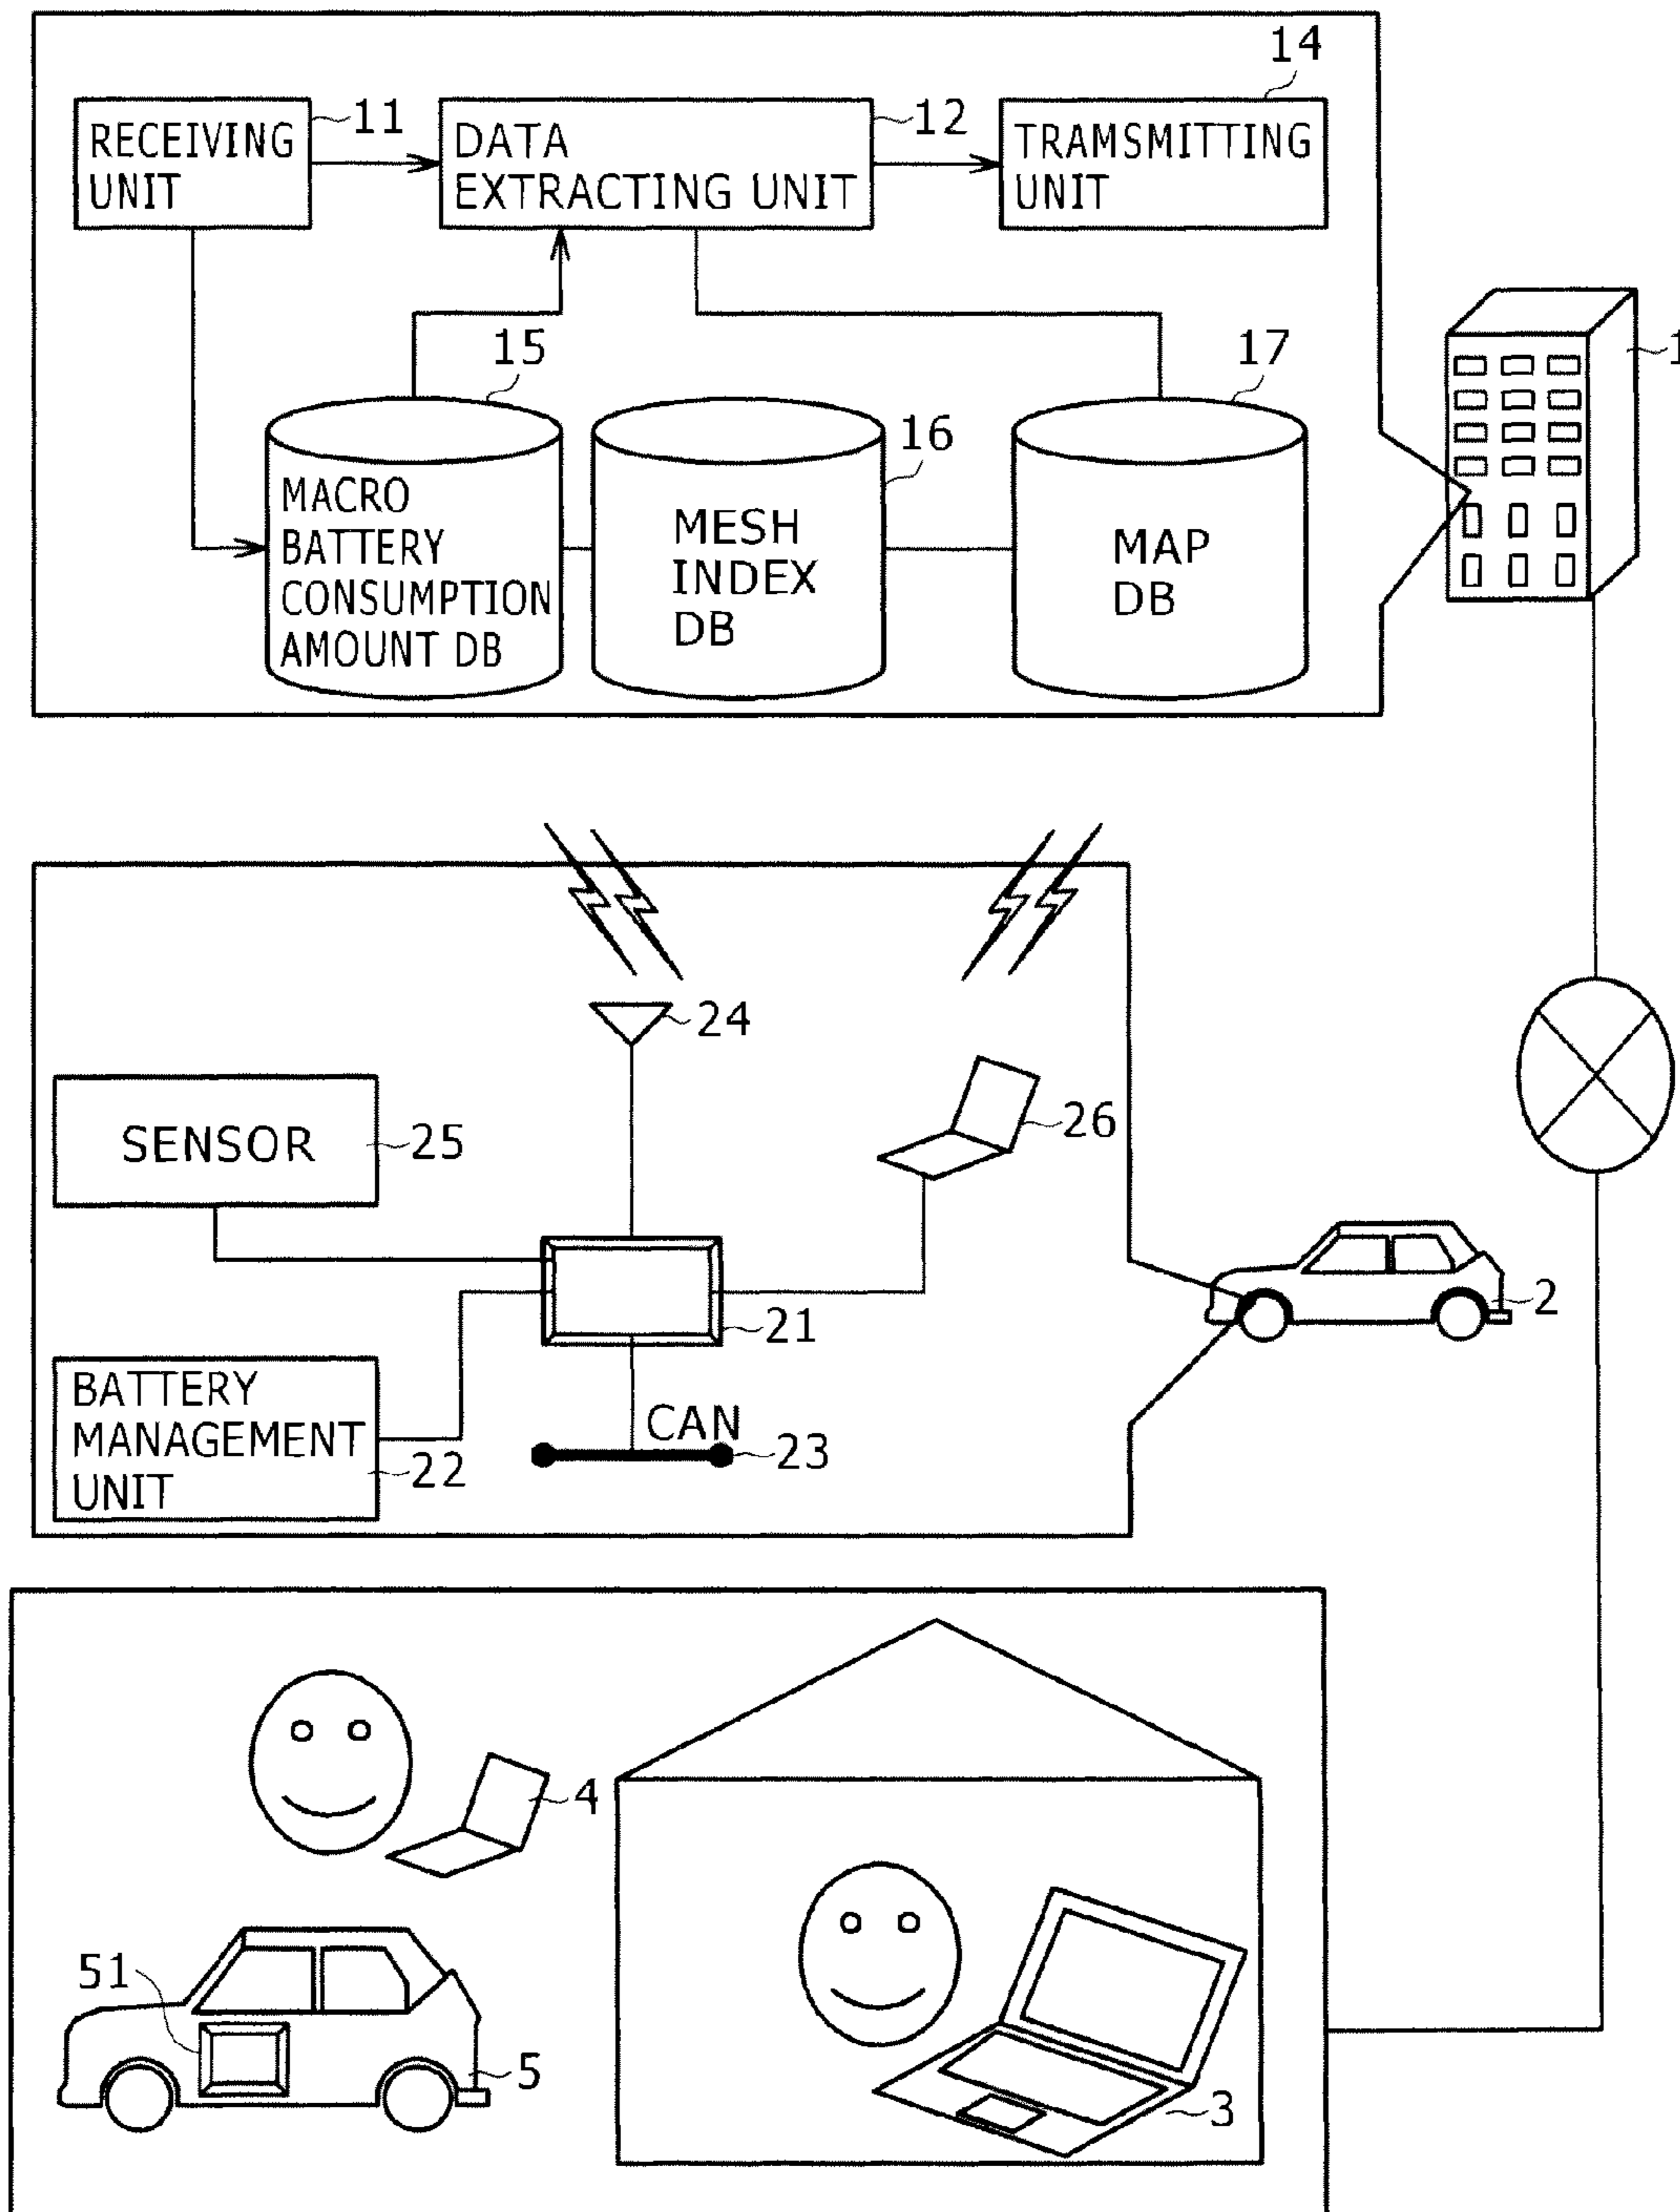 14
RECEIVING
UNIT
11
DATA
EXTRACTING UNIT
12
TRAMSMITTING
UNIT
1
15
16
17
MACRO
BATTERY
CONSUMPTION
AMOUNT DB
MESH
INDEX
DB
MAP
DB
24
SENSOR
25
26
21
2
BATTERY
MANAGEMENT
UNIT
22
CAN
23
4
51
5
3